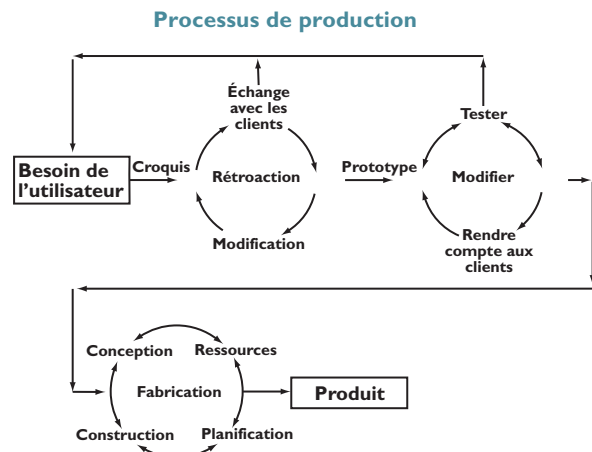 Processus de production
Échange
avec les
clients
Tester
Besoin de
l'utilisateur
Croquis
Rétroaction
Prototype
Modifier
Modification
Rendre
compte aux
clients
Conception
Ressources
Fabrication
Produit
Construction
Planification